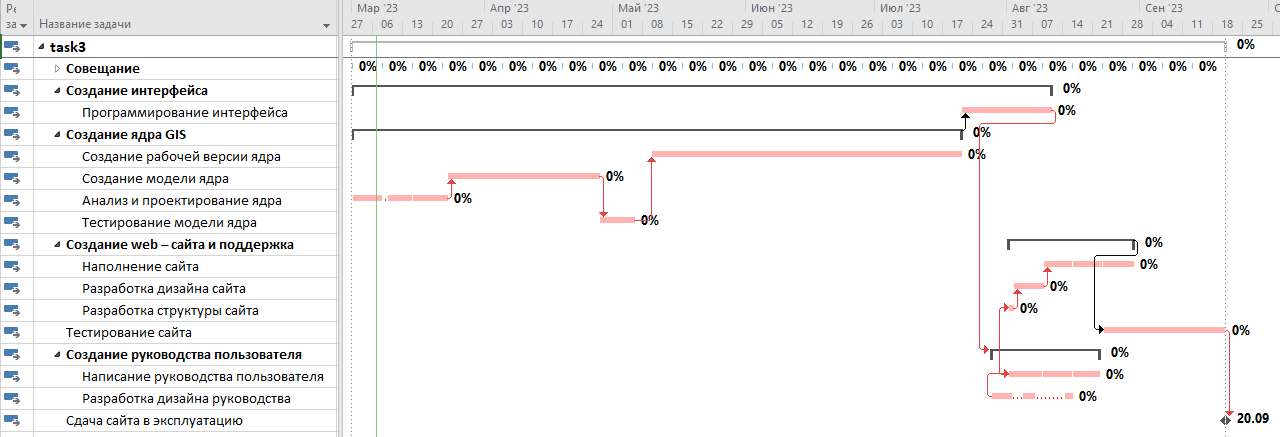 Ре Мар '23 Апр '23 Май '23 Июн '23 Июл '23 Авг '23 Сен '23
за Название задачи 27 06 13 20 27 03 10 17 24 01 08 15 22 29 05 12 19 26 03 10 17 24 31 07 14 21 28 04 11 18 25
task3 0%
Совещание 0% 0% 0% 0% 0% 0% 0% 0% 0% 0% 0% 0% 0% 0% 0% 0% 0% 0% 0% 0% 0% 0% 0% 0% 0% 0% 0% 0% 0%
Создание интерфейса 0%
Программирование интерфейса 0%
Создание ядра GIS 0%
Создание рабочей версии ядра 0%
Создание модели ядра 0%
Анализ и проектирование ядра 0%
Тестирование модели ядра 0%
Создание web – сайта и поддержка 0%
Наполнение сайта 0%
Разработка дизайна сайта 0%
Разработка структуры сайта 0%
Тестирование сайта 0%
Создание руководства пользователя 0%
Написание руководства пользователя 0%
Разработка дизайна руководства 0%
Сдача сайта в эксплуатацию 20.09